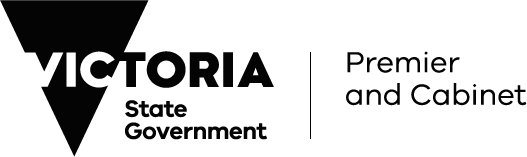 VICTORIA
State
Government
Premier
and Cabinet